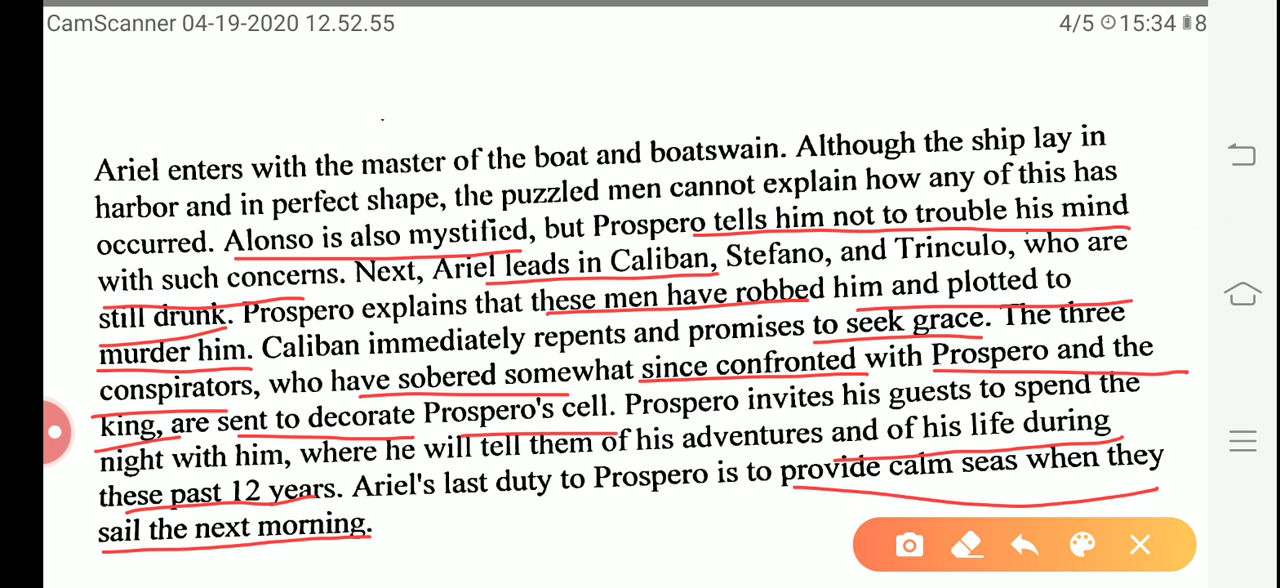 CamScanner 04-19-2020 12.52.55
4/5 15:34 8
Ariel enters with the master of the boat and boatswain. Although the ship lay in
harbor and in perfect shape, the puzzled men cannot explain how any of this has
occurred. Alonso is also mystified, but Prospero tells him not to trouble his mind
with such concerns. Next, Ariel leads in Caliban, Stefano, and Trinculo, who are
still drunk. Prospero explains that these men have robbed him and plotted to
murder him. Caliban immediately repents and promises to seek grace. The three
conspirators, who have sobered somewhat since confronted with Prospero and the
king, are sent to decorate Prospero's cell. Prospero invites his guests to spend the
night with him, where he will tell them of his adventures and of his life during
these past 12 years. Ariel's last duty to Prospero is to provide calm seas when they
sail the next morning.